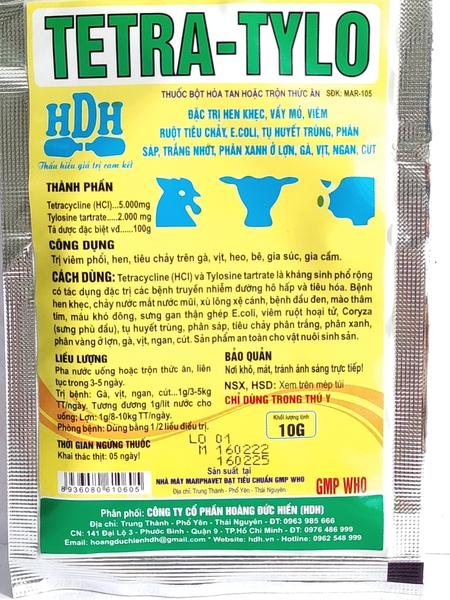 TETRA-TYLO
THUỐC BỘT HÒA TAN HOẶC TRỘN THỨC ĂN SĐK: MAR-105
HDH
Thấu hiểu giá trị cam kết
ĐẶC TRỊ HEN KHẸC, VẨY MỎ, VIÊM
RUỘT TIÊU CHẢY, E.COLI, TỤ HUYẾT TRÙNG, PHÂN
SÁP, TRẮNG NHỚT, PHÂN XANH Ở LỢN, GÀ, VỊT, NGAN, CÚT
THÀNH PHẦN
Tetracycline (HCl)...5.000mg
Tylosine tartrate.....2.000 mg
Tá dược đặc biệt vđ......100g
CÔNG DỤNG
Trị viêm phổi, hen, tiêu chảy trên gà, vịt, heo, bê, gia súc, gia cầm.
CÁCH DÙNG: Tetracycline (HCl) và Tylosine tartrate là kháng sinh phổ rộng
có tác dụng đặc trị các bệnh truyền nhiễm đường hô hấp và tiêu hóa. Bệnh
hen khẹc, chảy nước mắt nước mũi, xù lông xệ cánh, bệnh đầu đen, mào thâm
tím, máu khó đông, sưng gan thận ghép E.coli, viêm ruột hoại tử, Coryza
(sưng phù đầu), tụ huyết trùng, phân sáp, tiêu chảy phân trắng, phân xanh,
phân vàng ở lợn, gà, vịt, ngan, cút. Sản phẩm an toàn cho vật nuôi sinh sản.
LIỀU LƯỢNG
Pha nước uống hoặc trộn thức ăn, liên
tục trong 3-5 ngày.
Trị bệnh: Gà, vịt, ngan, cút...1g/3-5kg
TT/ngày. Tương đương 1g/lít nước cho
uống; Lợn: 1g/8-10kgTT/ngày.
Phòng bệnh: Dùng bằng 1/2 liều điều trị.
THỜI GIAN NGỪNG THUỐC
Khai thác thịt: 05 ngày!
BẢO QUẢN
Nơi khô, mát, tránh ánh sáng trực tiếp!
NSX, HSD: Xem trên mép túi
CHỈ DÙNG TRONG THÚ Y
Khối lượng tịnh
10G
LO 01
M 160222
160225
8936080610605
Sản xuất tại
NHÀ MÁY MARPHAVET ĐẠT TIÊU CHUẨN GMP WHO
Địa chỉ: Trung Thành - Phổ Yên - Thái Nguyên
GMP WHO
Phân phối: CÔNG TY CỔ PHẦN HOÀNG ĐỨC HIỀN (HDH)
Địa chỉ: Trung Thành - Phổ Yên - Thái Nguyên - ĐT: 0963 985 666
CN: 141 Đại Lộ 3 - Phước Bình - Quận 9 - TP.Hồ Chí Minh - ĐT: 0976 486 999
Email: hoangduchienhdh@gmail.com * Website: hdh.vn - Hotline: 0962 548 999